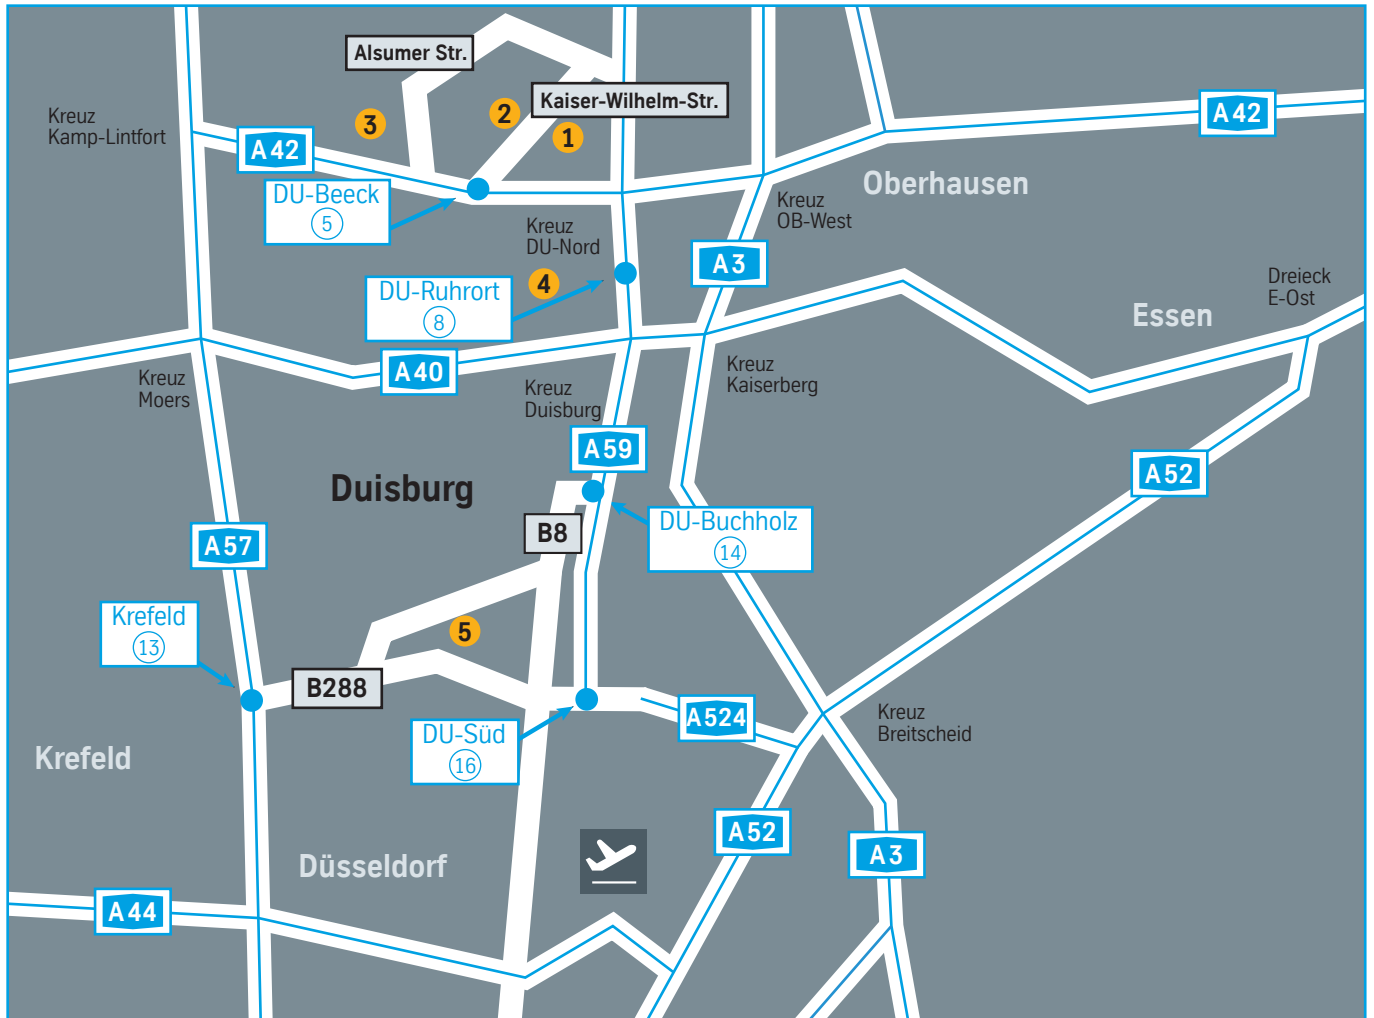 Alsumer Str.
Kaiser-Wilhelm-Str.
2
3
1
Kreuz
Kamp-Lintfort
A42
A42
Oberhausen
DU-Beeck
5
Kreuz
OB-West
Kreuz
DU-Nord
A3
4
DU-Ruhrort
8
Dreieck
E-Ost
Essen
A40
Kreuz
Moers
Kreuz
Duisburg
Kreuz
Kaiserberg
A59
A52
Duisburg
B8
DU-Buchholz
14
A57
Krefeld
13
5
B288
DU-Süd
16
A524
Kreuz
Breitscheid
Krefeld
A52
A3
Düsseldorf
A44